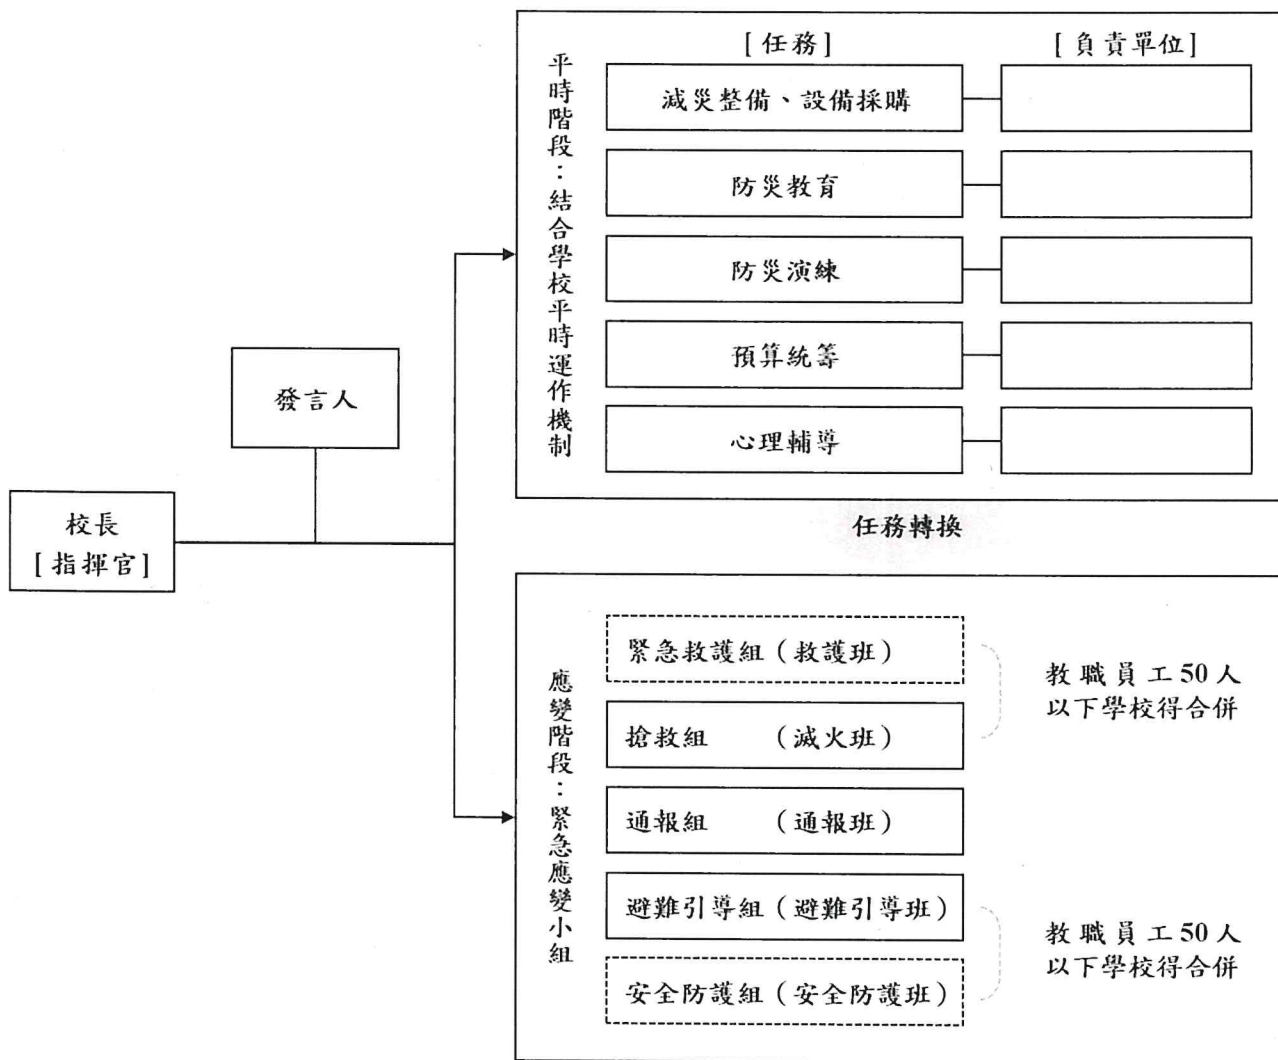 校長
[指揮官]
發言人
平時階段：結合學校平時運作機制
[任務]
[負責單位]
減災整備、設備採購
防災教育
防災演練
預算統籌
心理輔導
任務轉換
應變階段：緊急應變小組
緊急救護組（救護班）
搶救組　　（滅火班）
通報組　　（通報班）
避難引導組（避難引導班）
安全防護組（安全防護班）
教職員工50人
以下學校得合併
教職員工50人
以下學校得合併